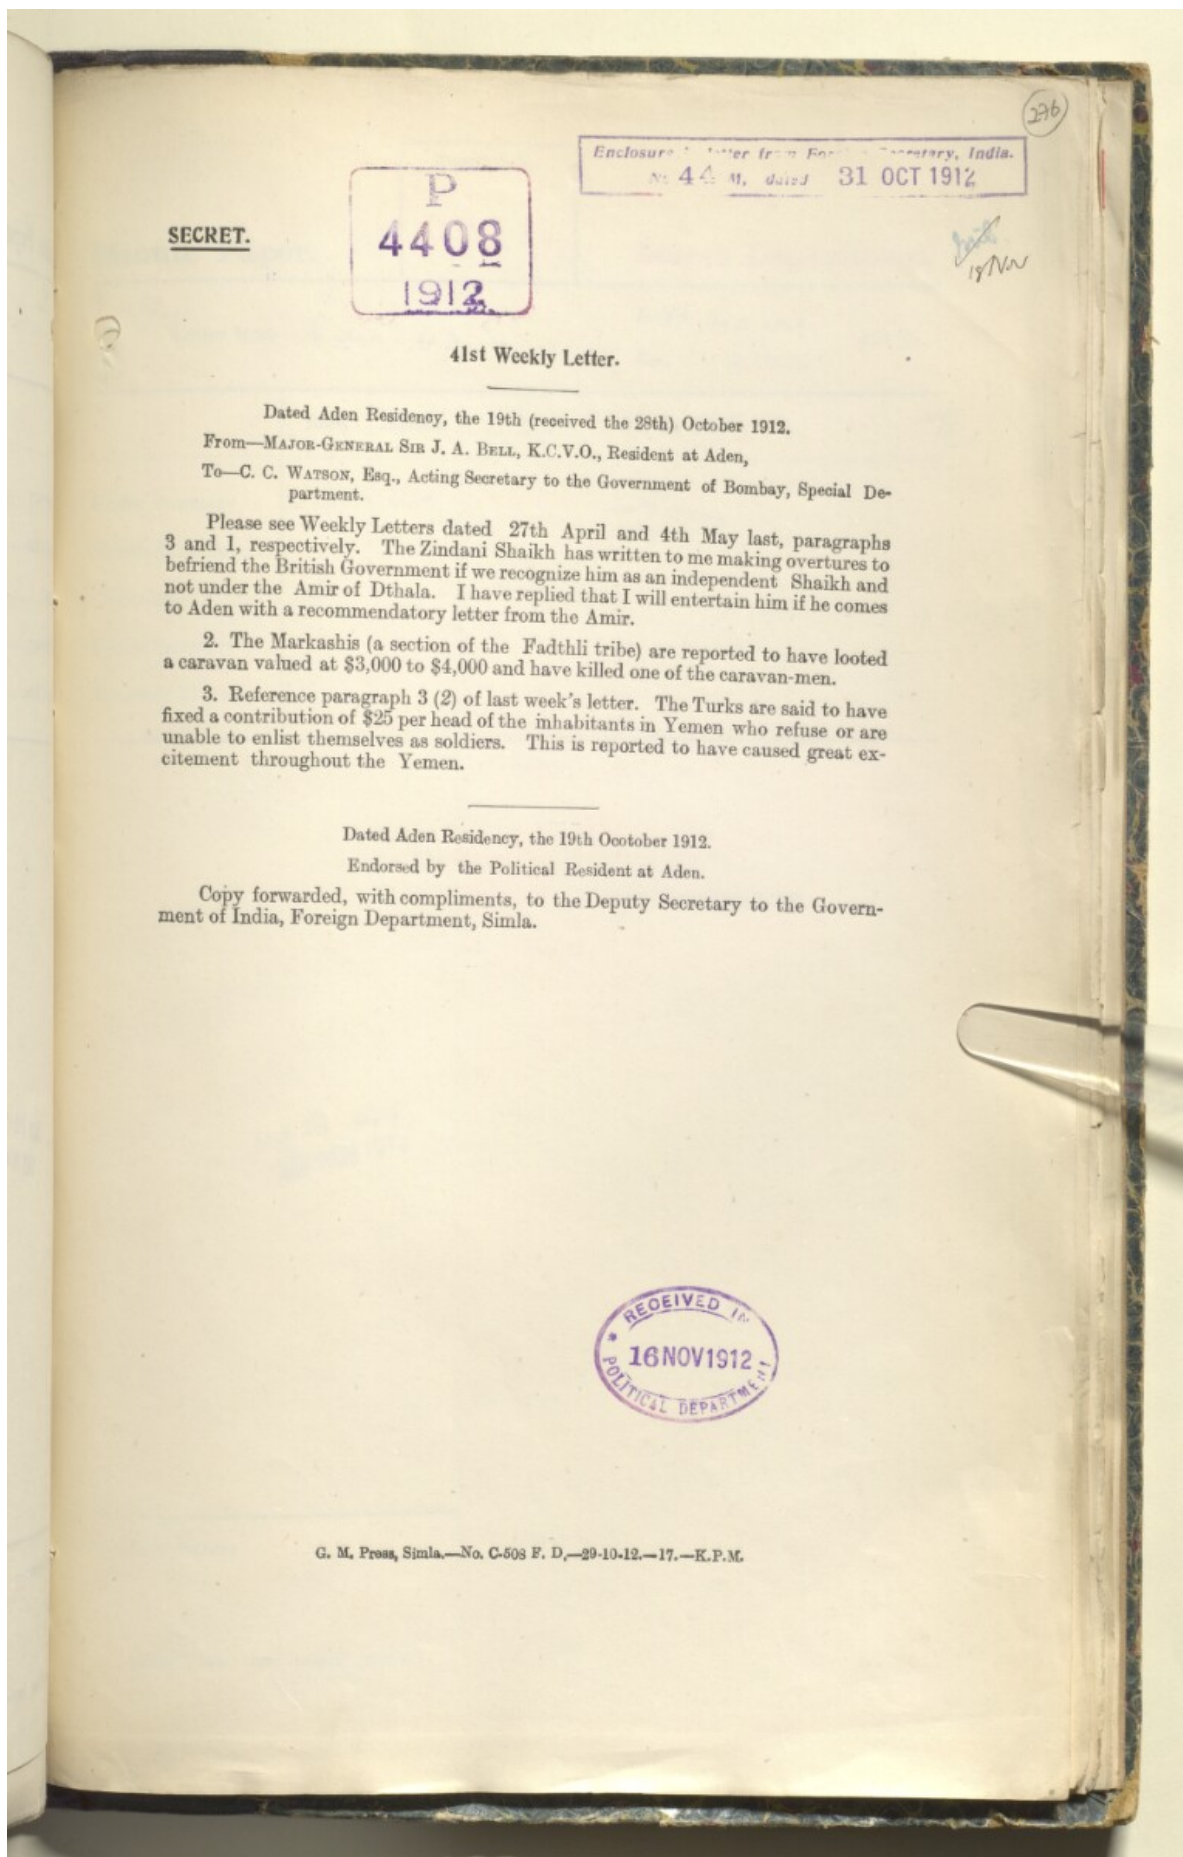 276
Enclosure letter from Foreign Secretary, India.
No 44 M, dated 31 OCT 1912
P
4408
1912
SECRET.
18 Nov
41st Weekly Letter.
Dated Aden Residency, the 19th (received the 28th) October 1912.
From—MAJOR-GENERAL SIR J. A. BELL, K.C.V.O., Resident at Aden,
To—C. C. WATSON, Esq., Acting Secretary to the Government of Bombay, Special De-
partment.
Please see Weekly Letters dated 27th April and 4th May last, paragraphs
3 and 1, respectively. The Zindani Shaikh has written to me making overtures to
befriend the British Government if we recognize him as an independent Shaikh and
not under the Amir of Dthala. I have replied that I will entertain him if he comes
to Aden with a recommendatory letter from the Amir.
2. The Markashis (a section of the Fadthli tribe) are reported to have looted
a caravan valued at $3,000 to $4,000 and have killed one of the caravan-men.
3. Reference paragraph 3 (2) of last week's letter. The Turks are said to have
fixed a contribution of $25 per head of the inhabitants in Yemen who refuse or are
unable to enlist themselves as soldiers. This is reported to have caused great ex-
citement throughout the Yemen.
Dated Aden Residency, the 19th Ocotober 1912.
Endorsed by the Political Resident at Aden.
Copy forwarded, with compliments, to the Deputy Secretary to the Govern-
ment of India, Foreign Department, Simla.
RECEIVED IN
16 NOV 1912
POLITICAL DEPARTMENT
G. M. Press, Simla.—No. C-508 F. D.—29-10-12.—17.—K.P.M.